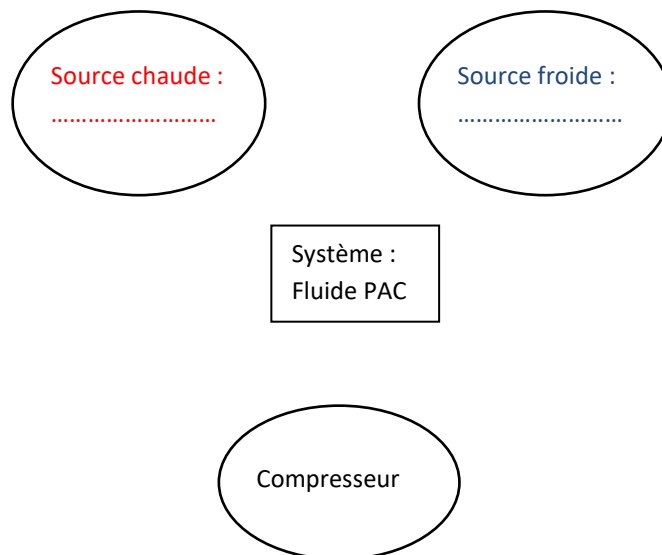 Source chaude :
…………………………
Source froide :
…………………………
Système :
Fluide PAC
Compresseur